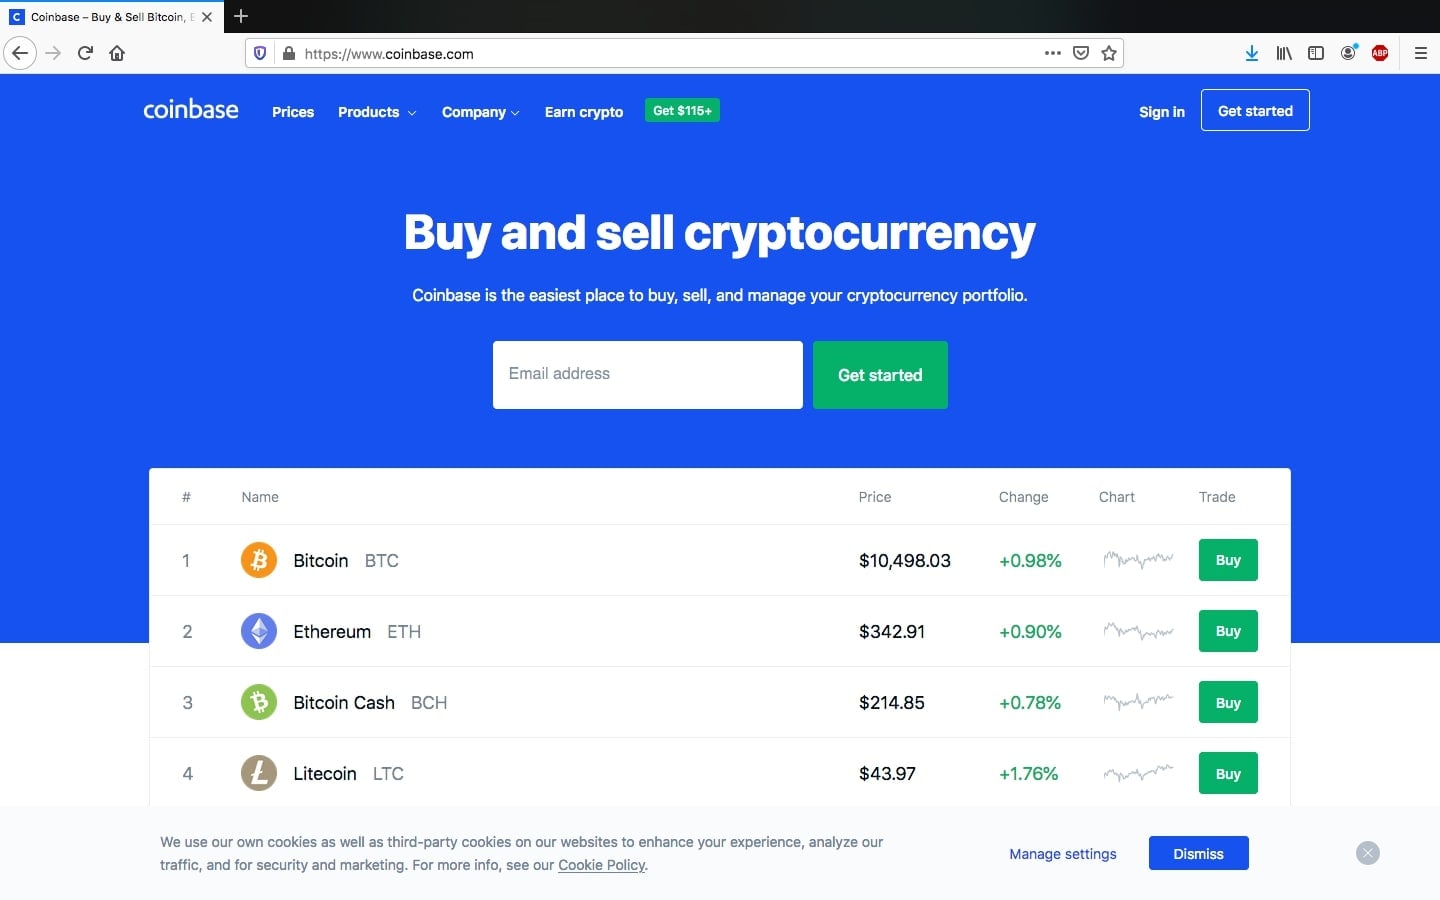 Coinbase – Buy & Sell Bitcoin, E
https://www.coinbase.com
ABP
coinbase Prices Products Company Earn crypto Get $115+ Sign in Get started
Buy and sell cryptocurrency
Coinbase is the easiest place to buy, sell, and manage your cryptocurrency portfolio.
Email address Get started
# Name Price Change Chart Trade
1 Bitcoin BTC $10,498.03 +0.98% Buy
2 Ethereum ETH $342.91 +0.90% Buy
3 Bitcoin Cash BCH $214.85 +0.78% Buy
4 Litecoin LTC $43.97 +1.76% Buy
We use our own cookies as well as third-party cookies on our websites to enhance your experience, analyze our
traffic, and for security and marketing. For more info, see our Cookie Policy.
Manage settings Dismiss